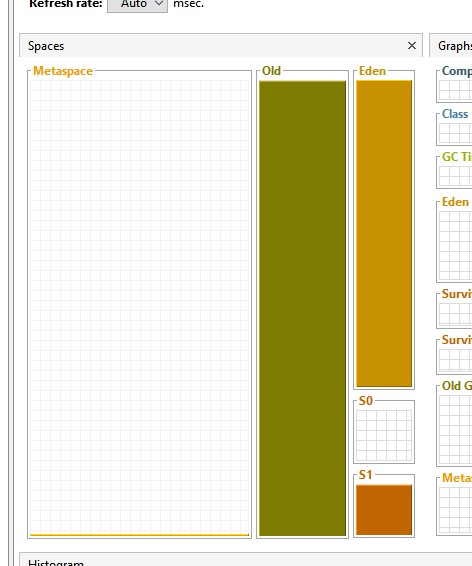 Refresh rate: Auto msec.
Spaces × Graphs
Metaspace Old Eden Comp
Class
GC Ti
Eden
Survi
Survi
S0
Old G
S1
Metas
Histogram